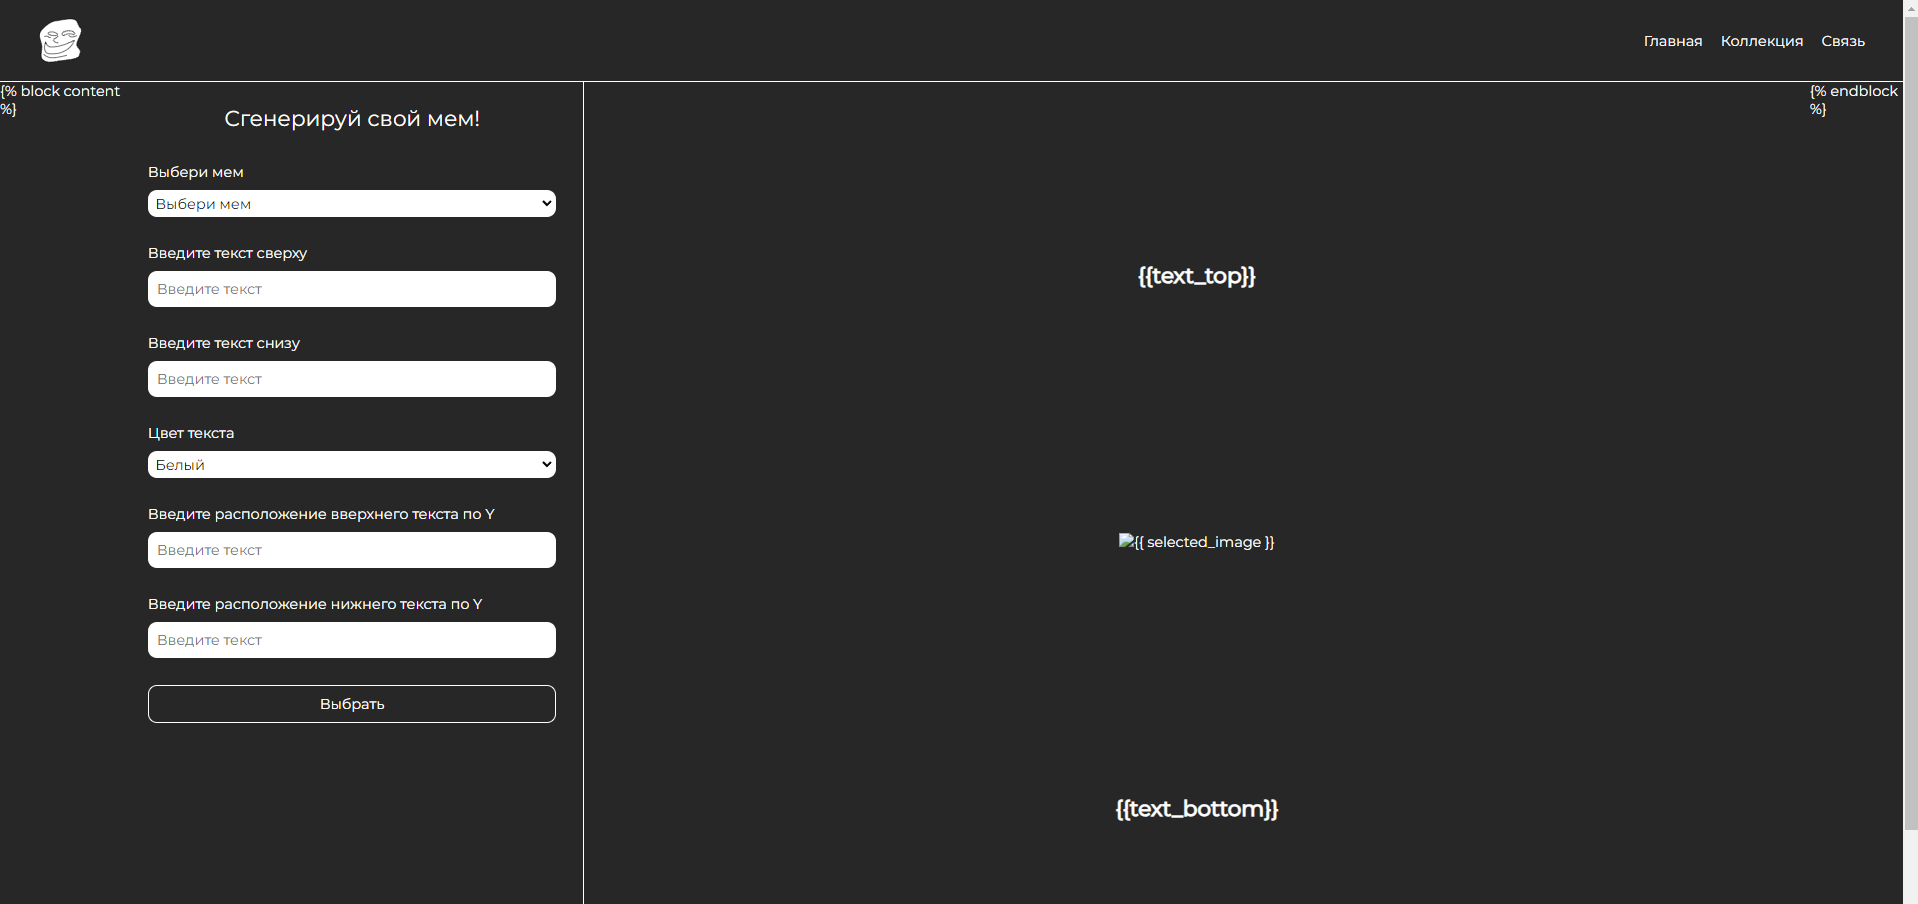 Главная Коллекция Связь
{% block content
%}
{% endblock
%}
Сгенерируй свой мем!
Выбери мем
Выбери мем
Введите текст сверху
Введите текст
Введите текст снизу
Введите текст
Цвет текста
Белый
Введите расположение вверхнего текста по Y
Введите текст
Введите расположение нижнего текста по Y
Введите текст
Выбрать
{{text_top}}
{{ selected_image }}
{{text_bottom}}